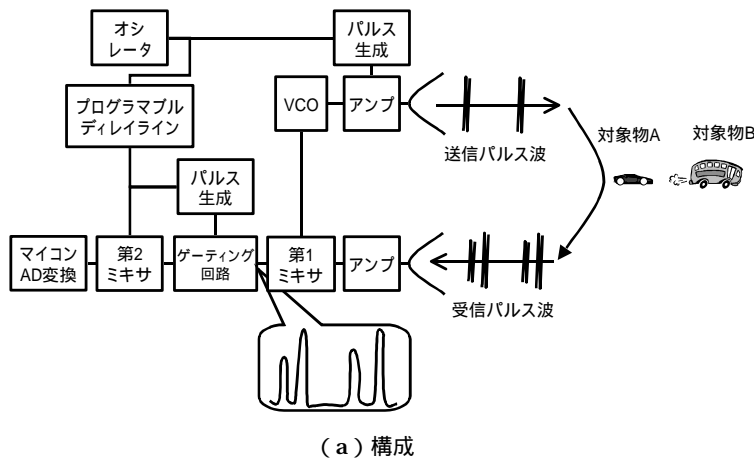 オシ
レータ
パルス
生成
プログラマブル
ディレイライン
VCO
アンプ
送信パルス波
対象物A
対象物B
パルス
生成
マイコン
AD変換
第2
ミキサ
ゲーティング
回路
第1
ミキサ
アンプ
受信パルス波
(a)構成